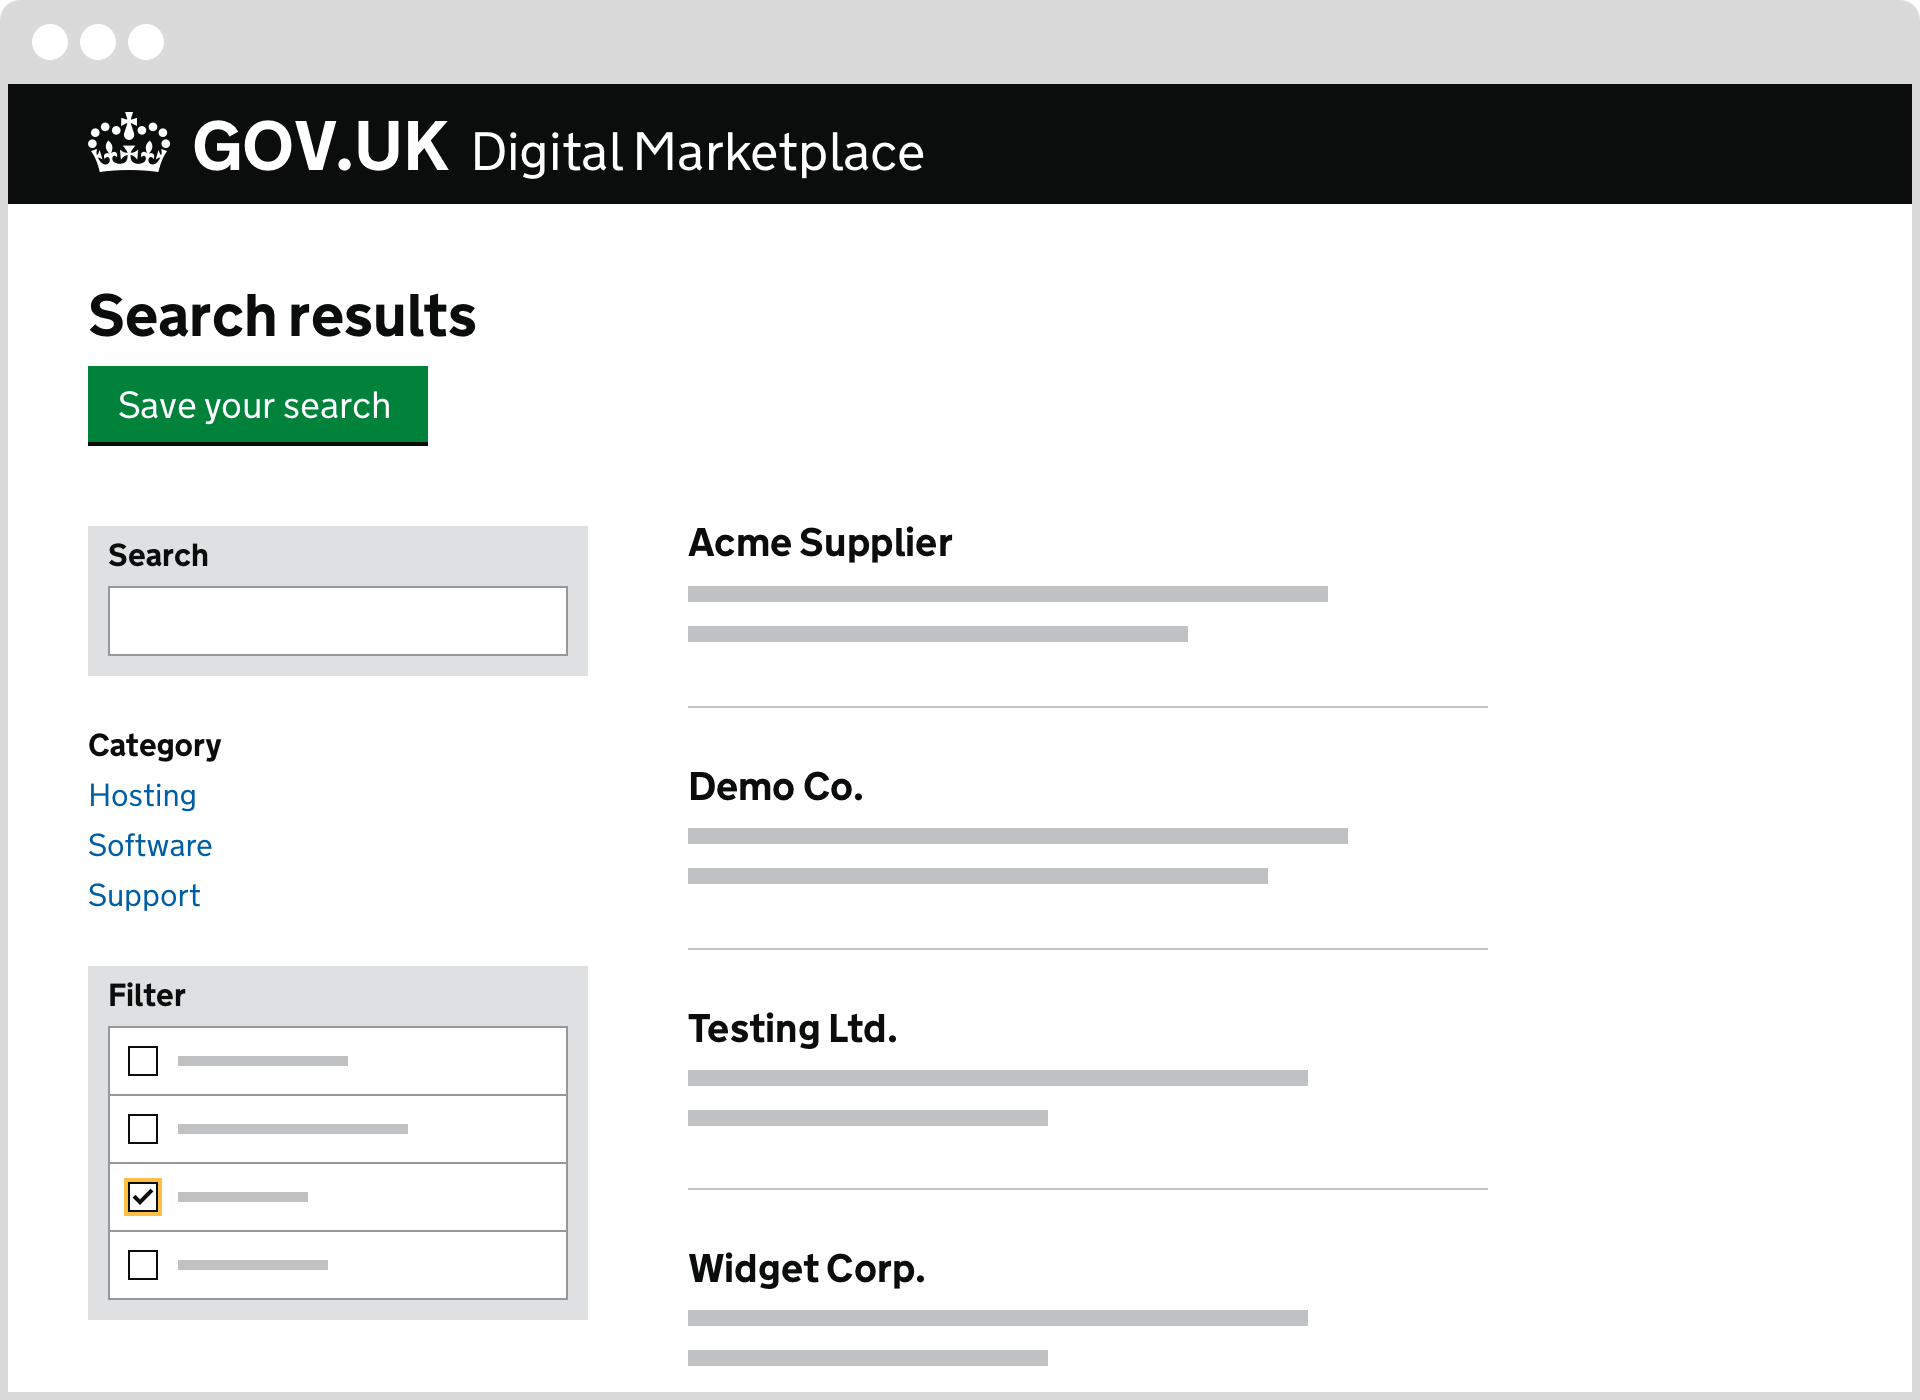 GOV.UK Digital Marketplace
Search results
Save your search
Search
Category
Hosting
Software
Support
Filter
Acme Supplier
Demo Co.
Testing Ltd.
Widget Corp.